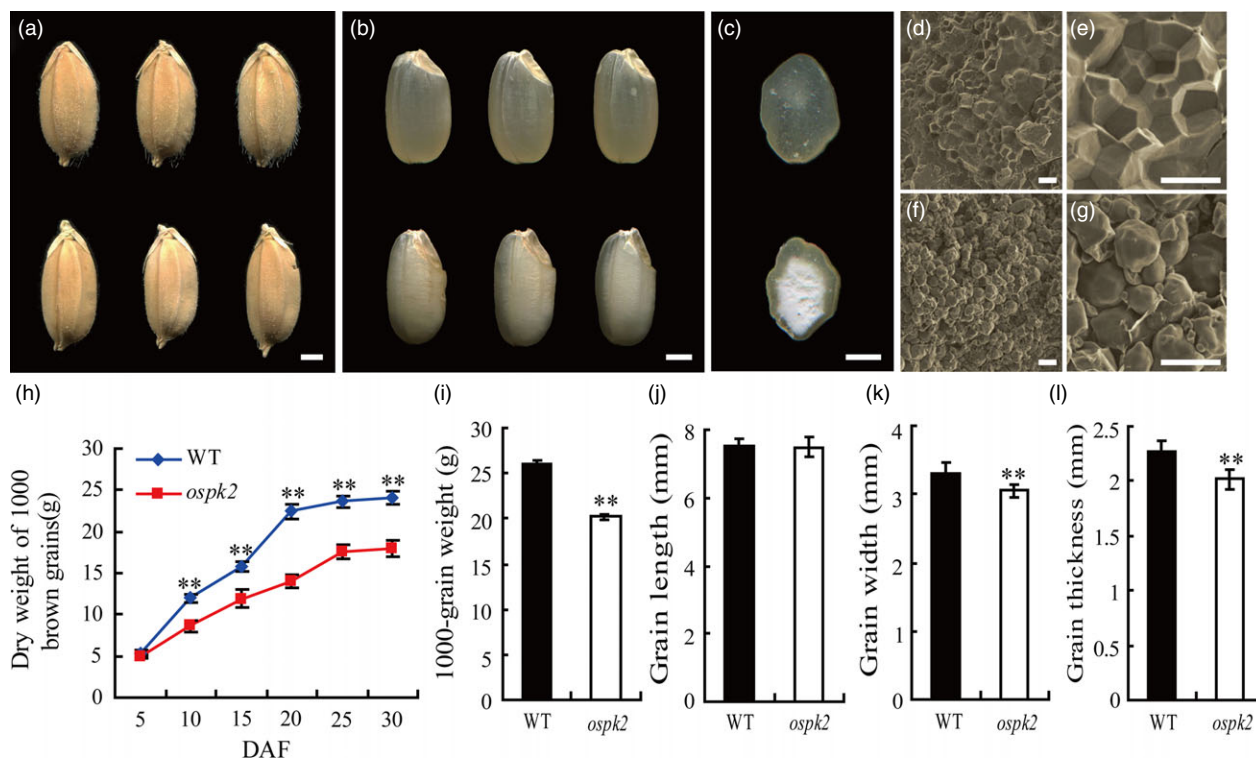 (a)
(b)
(c)
(d)
(e)
(f)
(g)
(h)
Dry weight of 1000
brown grains(g)
30
25
20
15
10
5
0
WT
ospk2
**
**
**
**
**
5 10 15 20 25 30
DAF
(i)
1000-grain weight (g)
30
25
20
15
10
5
0
**
WT ospk2
(j)
Grain length (mm)
8
6
4
2
0
WT ospk2
(k)
Grain width (mm)
4
3
2
1
0
**
WT ospk2
(l)
Grain thickness (mm)
2.5
2
1.5
1
0.5
0
**
WT ospk2